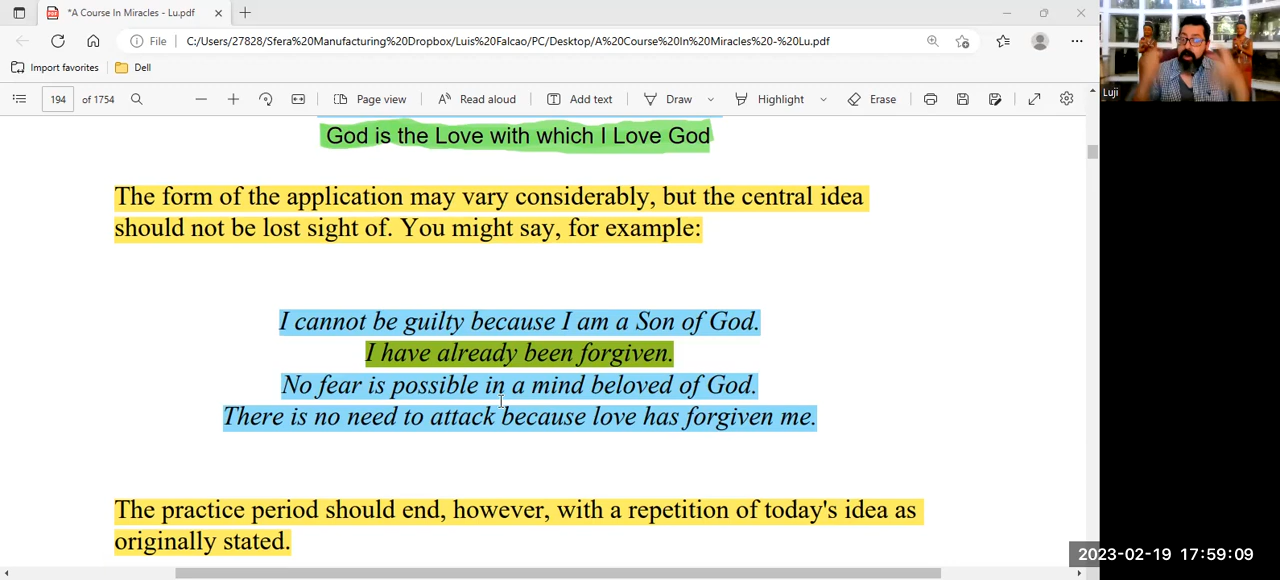 *A Course In Miracles - Lu.pdf
File C:/Users/27828/Sfera%20Manufacturing%20Dropbox/Luis%20Falcao/PC/Desktop/A%20Course%20In%20Miracles%20-%20Lu.pdf
Import favorites Dell
194 of 1754 Page view Read aloud Add text Draw Highlight Erase
Luji
God is the Love with which I Love God
The form of the application may vary considerably, but the central idea
should not be lost sight of. You might say, for example:
I cannot be guilty because I am a Son of God.
I have already been forgiven.
No fear is possible in a mind beloved of God.
There is no need to attack because love has forgiven me.
The practice period should end, however, with a repetition of today's idea as
originally stated.
2023-02-19 17:59:09